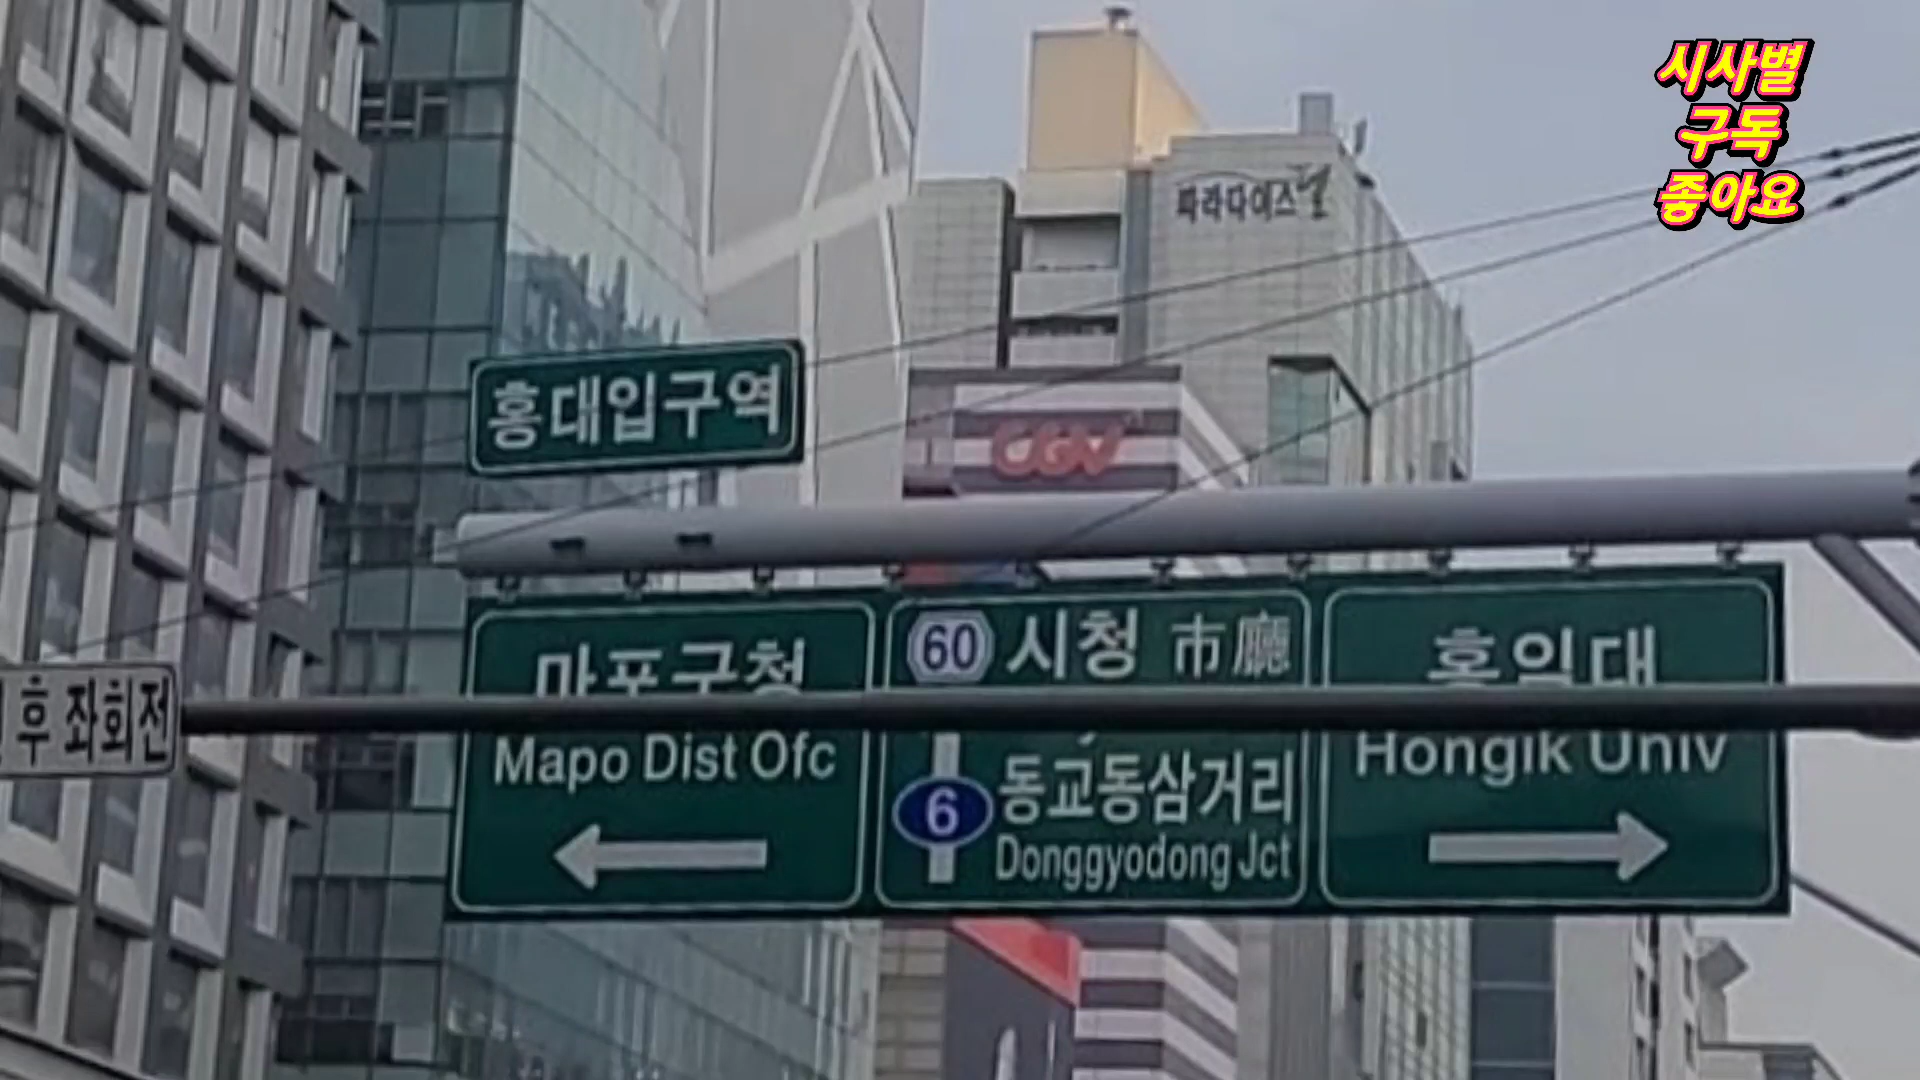 시사별
구독
좋아요
파라다이스텔
홍대입구역
CGV
후 좌회전
마포구청
Mapo Dist Ofc
60 시청 市廳
6 동교동삼거리
Donggyodong Jct
홍익대
Hongik Univ